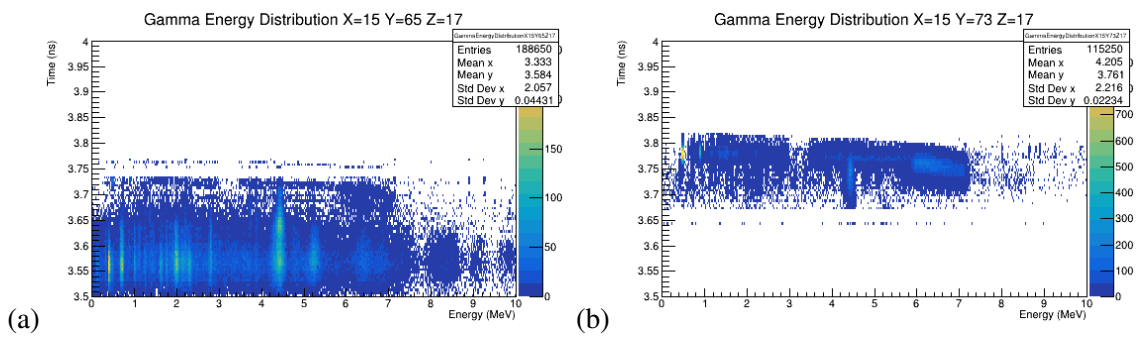 Gamma Energy Distribution X=15 Y=65 Z=17
GammaEnergyDistributionX15Y65Z17
Entries 188650
Mean x 3.333
Mean y 3.584
Std Dev x 2.057
Std Dev y 0.04431
Time (ns)
4
3.95
3.9
3.85
3.8
3.75
3.7
3.65
3.6
3.55
3.5
0 1 2 3 4 5 6 7 8 9 10
Energy (MeV)
150
100
50
0
(a)
Gamma Energy Distribution X=15 Y=73 Z=17
GammaEnergyDistributionX15Y73Z17
Entries 115250
Mean x 4.205
Mean y 3.761
Std Dev x 2.216
Std Dev y 0.02234
Time (ns)
4
3.95
3.9
3.85
3.8
3.75
3.7
3.65
3.6
3.55
3.5
0 1 2 3 4 5 6 7 8 9 10
Energy (MeV)
700
600
500
400
300
200
100
0
(b)